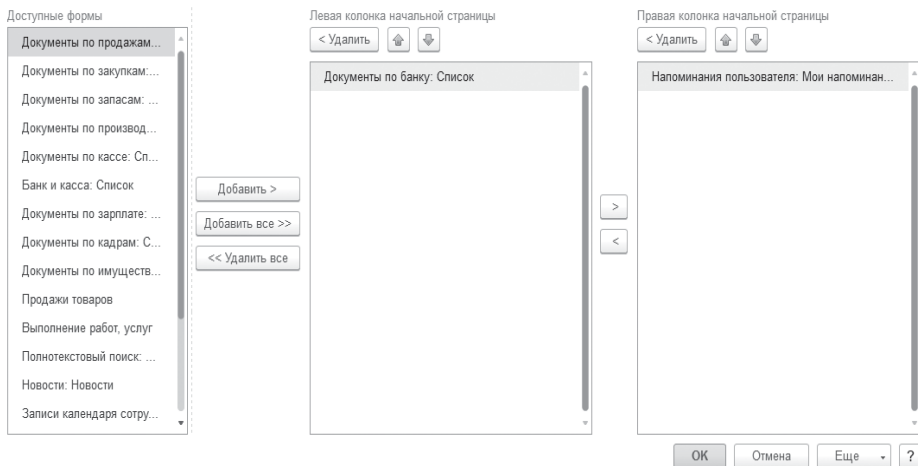 Доступные формы
Документы по продажам...
Документы по закупкам:...
Документы по запасам: ...
Документы по производ...
Документы по кассе: Сп...
Банк и касса: Список
Документы по зарплате: ...
Документы по кадрам: С...
Документы по имуществ...
Продажи товаров
Выполнение работ, услуг
Полнотекстовый поиск: ...
Новости: Новости
Записи календаря сотру...
Добавить >
Добавить все >>
<< Удалить все
Левая колонка начальной страницы
< Удалить
Документы по банку: Список
>
<
Правая колонка начальной страницы
< Удалить
Напоминания пользователя: Мои напоминан...
ОК Отмена Еще ?